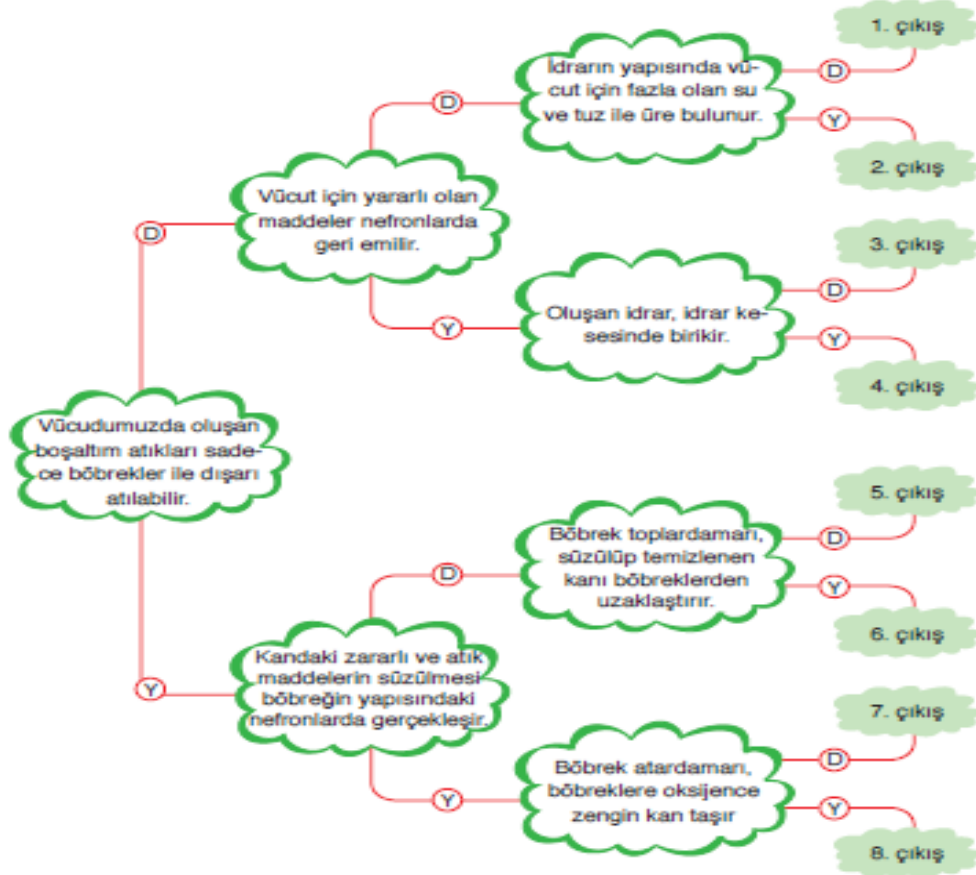 1. çıkış
İdrarın yapısında vü-
cut için fazla olan su
ve tuz ile üre bulunur.
D
D
Y
2. çıkış
Vücut için yararlı olan
maddeler nefronlarda
geri emilir.
D
3. çıkış
D
Oluşan idrar, idrar ke-
sesinde birikir.
Y
Y
4. çıkış
Vücudumuzda oluşan
boşaltım atıkları sade-
ce böbrekler ile dışarı
atılabilir.
5. çıkış
Böbrek toplardamarı,
süzülüp temizlenen
kanı böbreklerden
uzaklaştırır.
D
D
Y
6. çıkış
Kandaki zararlı ve atık
maddelerin süzülmesi
böbreğin yapısındaki
nefronlarda gerçekleşir.
Y
7. çıkış
D
Böbrek atardamarı,
böbreklere oksijence
zengin kan taşır
Y
Y
8. çıkış